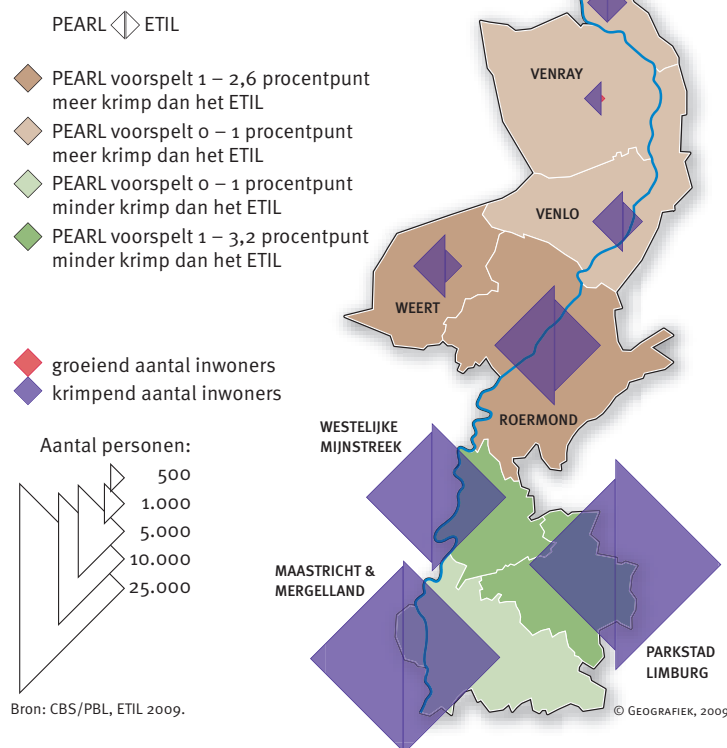 PEARL ETIL
PEARL voorspelt 1 – 2,6 procentpunt
meer krimp dan het ETIL
PEARL voorspelt 0 – 1 procentpunt
meer krimp dan het ETIL
PEARL voorspelt 0 – 1 procentpunt
minder krimp dan het ETIL
PEARL voorspelt 1 – 3,2 procentpunt
minder krimp dan het ETIL
groeiend aantal inwoners
krimpend aantal inwoners
Aantal personen:
500
1.000
5.000
10.000
25.000
Bron: CBS/PBL, ETIL 2009.
VENRAY
VENLO
WEERT
ROERMOND
WESTELIJKE
MIJNSTREEK
MAASTRICHT &
MERGELLAND
PARKSTAD
LIMBURG
© GEOGRAFIEK, 2009